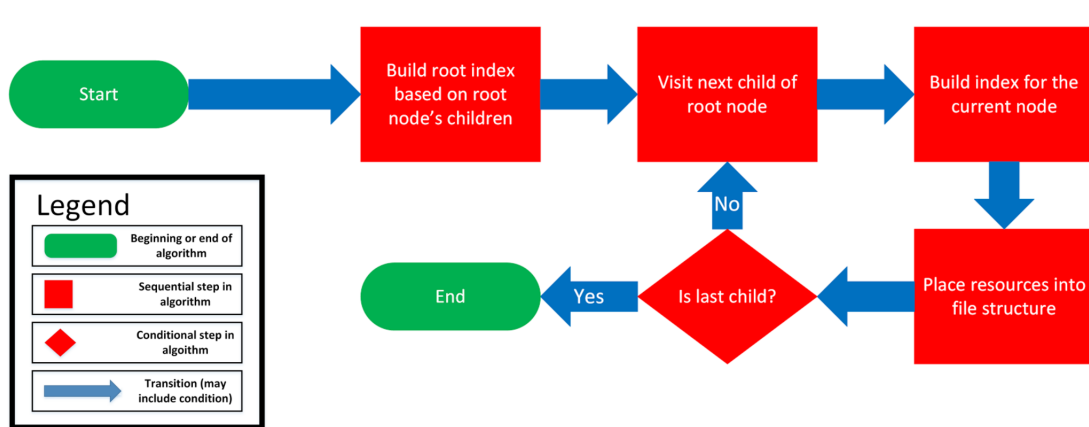 Start
Build root index
based on root
node's children
Visit next child of
root node
Build index for the
current node
Place resources into
file structure
Is last child?
No
Yes
End
Legend
Beginning or end of
algorithm
Sequential step in
algorithm
Conditional step in
algoithm
Transition (may
include condition)